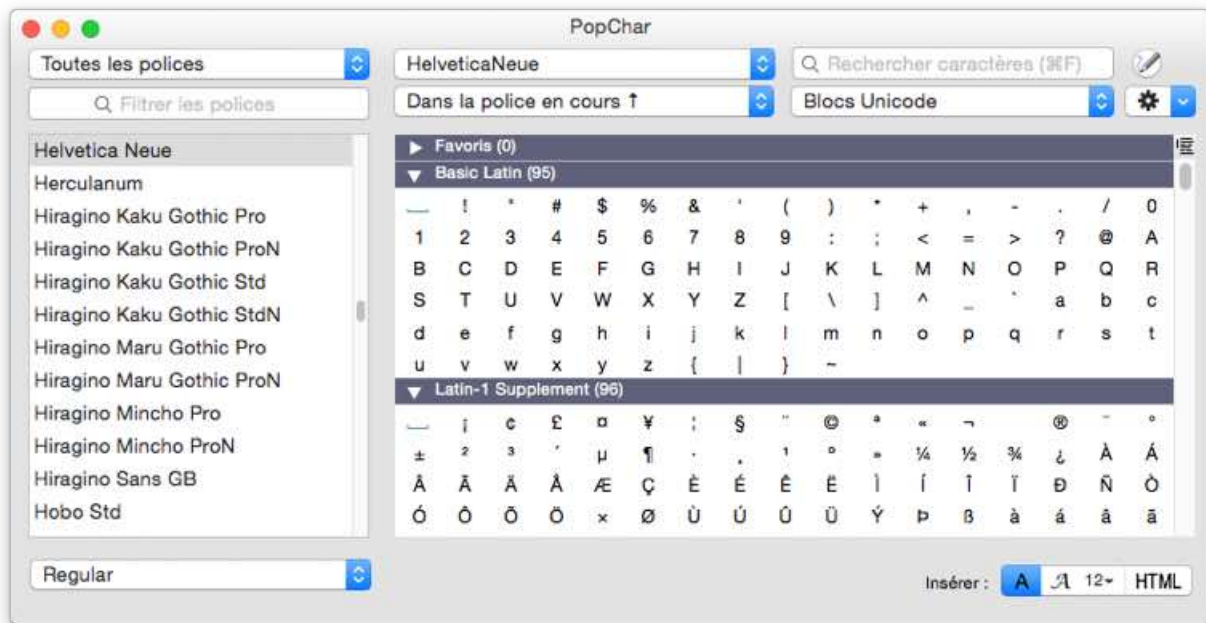 PopChar
Toutes les polices
HelveticaNeue
Rechercher caractères (⌘F)
Filtrer les polices
Dans la police en cours ↑
Blocs Unicode
Helvetica Neue
Herculanum
Hiragino Kaku Gothic Pro
Hiragino Kaku Gothic ProN
Hiragino Kaku Gothic Std
Hiragino Kaku Gothic StdN
Hiragino Maru Gothic Pro
Hiragino Maru Gothic ProN
Hiragino Mincho Pro
Hiragino Mincho ProN
Hiragino Sans GB
Hobo Std
Favoris (0)
Basic Latin (95)
! " # $ % & ' ( ) * + , - . / 0
1 2 3 4 5 6 7 8 9 : ; < = > ? @ A
B C D E F G H I J K L M N O P Q R
S T U V W X Y Z [ \ ] ^ _ ` a b c
d e f g h i j k l m n o p q r s t
u v w x y z { | } ~
Latin-1 Supplement (96)
¡ ¢ £ ¤ ¥ ¦ § ¨ © ª « ¬ ® ¯ °
± ² ³ ´ µ ¶ · ¸ ¹ º » ¼ ½ ¾ ¿ À Á
Â Ã Ä Å Æ Ç È É Ê Ë Ì Í Î Ï Ð Ñ Ò
Ó Ô Õ Ö × Ø Ù Ú Û Ü Ý Þ ß à á â ã
Regular
Insérer : A A 12 HTML